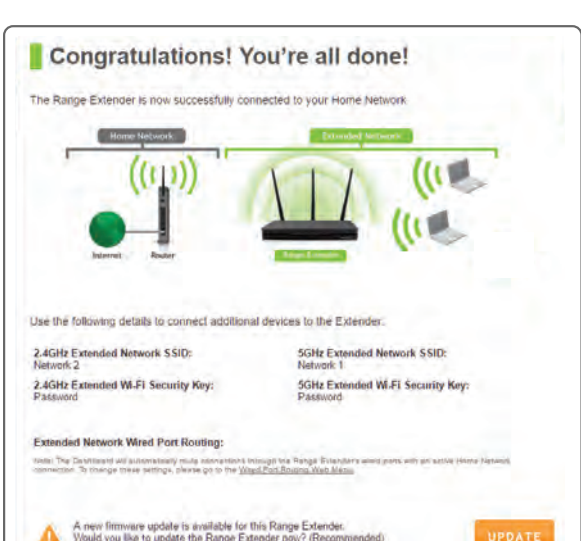 Congratulations! You're all done!
The Range Extender is now successfully connected to your Home Network
Home Network
Extended Network
Internet
Router
Range Extender
Use the following details to connect additional devices to the Extender.
2.4GHz Extended Network SSID:
Network 2
2.4GHz Extended Wi-Fi Security Key:
Password
5GHz Extended Network SSID:
Network 1
5GHz Extended Wi-Fi Security Key:
Password
Extended Network Wired Port Routing:
Note: The Dashboard will automatically route connections through the Range Extender's wired ports with an active Home Network
connection. To change these settings, please go to the Wired Port Routing Web Menu.
A new firmware update is available for this Range Extender.
Would you like to update the Range Extender now? (Recommended)
UPDATE